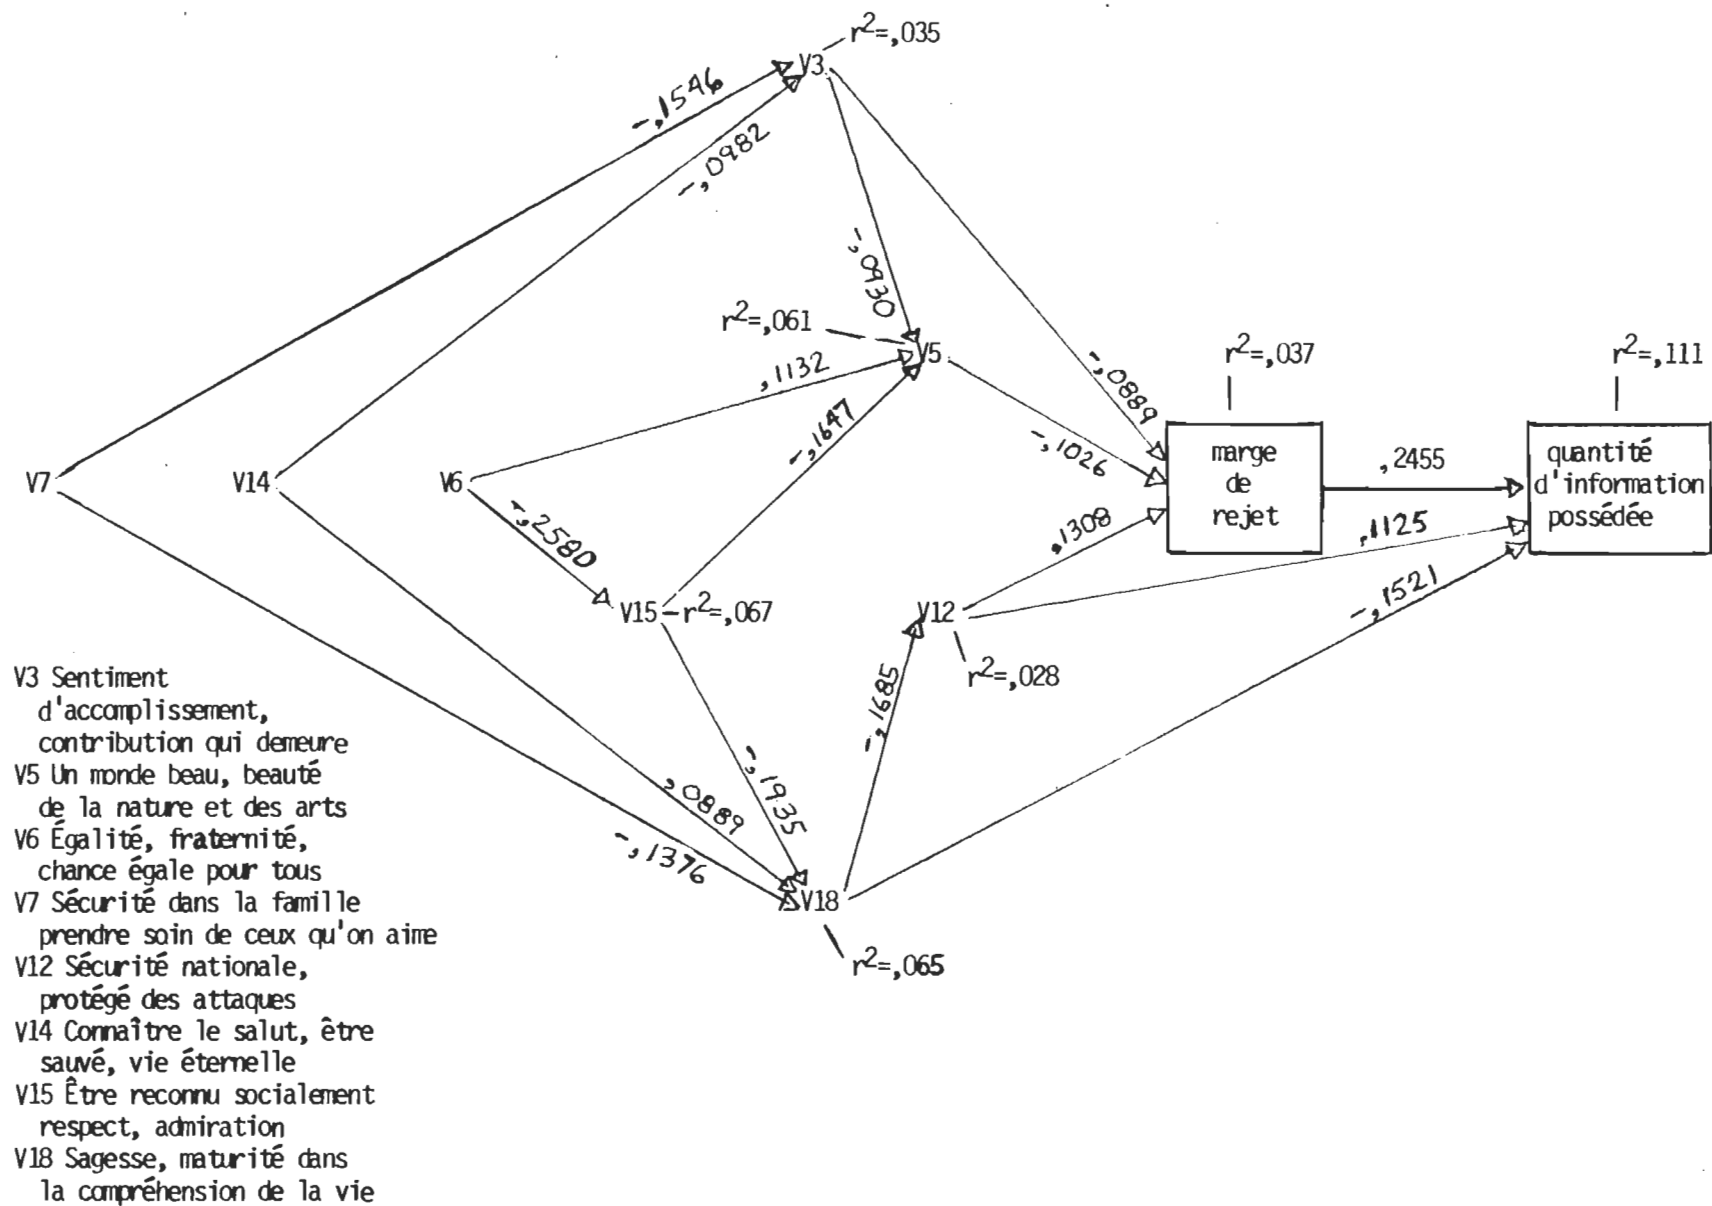 r2=,035
V3
-,1546
-,0982
-,0930
r2=,061
V5
,1132
-,1647
-,0889
-,1026
r2=,037
r2=,111
V7
V14
V6
-,2580
marge
de
rejet
,2455
quantité
d'information
possédée
,1308
,1125
-,1521
V15
r2=,067
V12
r2=,028
-,1685
-,1935
,0889
-,1376
V18
r2=,065
V3 Sentiment
d'accomplissement,
contribution qui demeure
V5 Un monde beau, beauté
de la nature et des arts
V6 Égalité, fraternité,
chance égale pour tous
V7 Sécurité dans la famille
prendre soin de ceux qu'on aime
V12 Sécurité nationale,
protégé des attaques
V14 Connaître le salut, être
sauvé, vie éternelle
V15 Être reconnu socialement
respect, admiration
V18 Sagesse, maturité dans
la compréhension de la vie